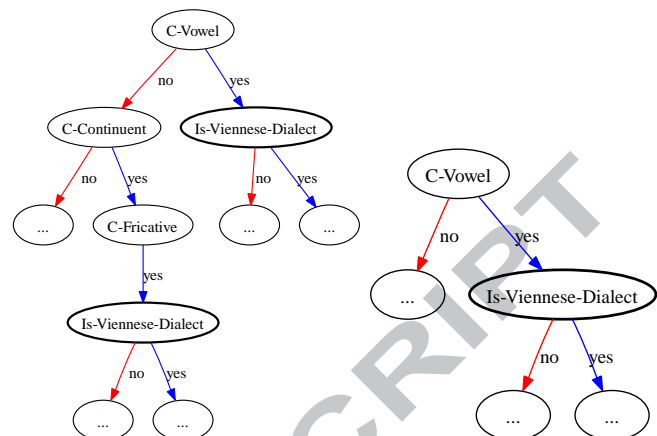 C-Vowel
no
yes
C-Continuent
Is-Viennese-Dialect
no
yes
no
yes
...
C-Fricative
...
...
yes
Is-Viennese-Dialect
no
yes
...
...
C-Vowel
no
yes
...
Is-Viennese-Dialect
no
yes
...
...
CRIPT